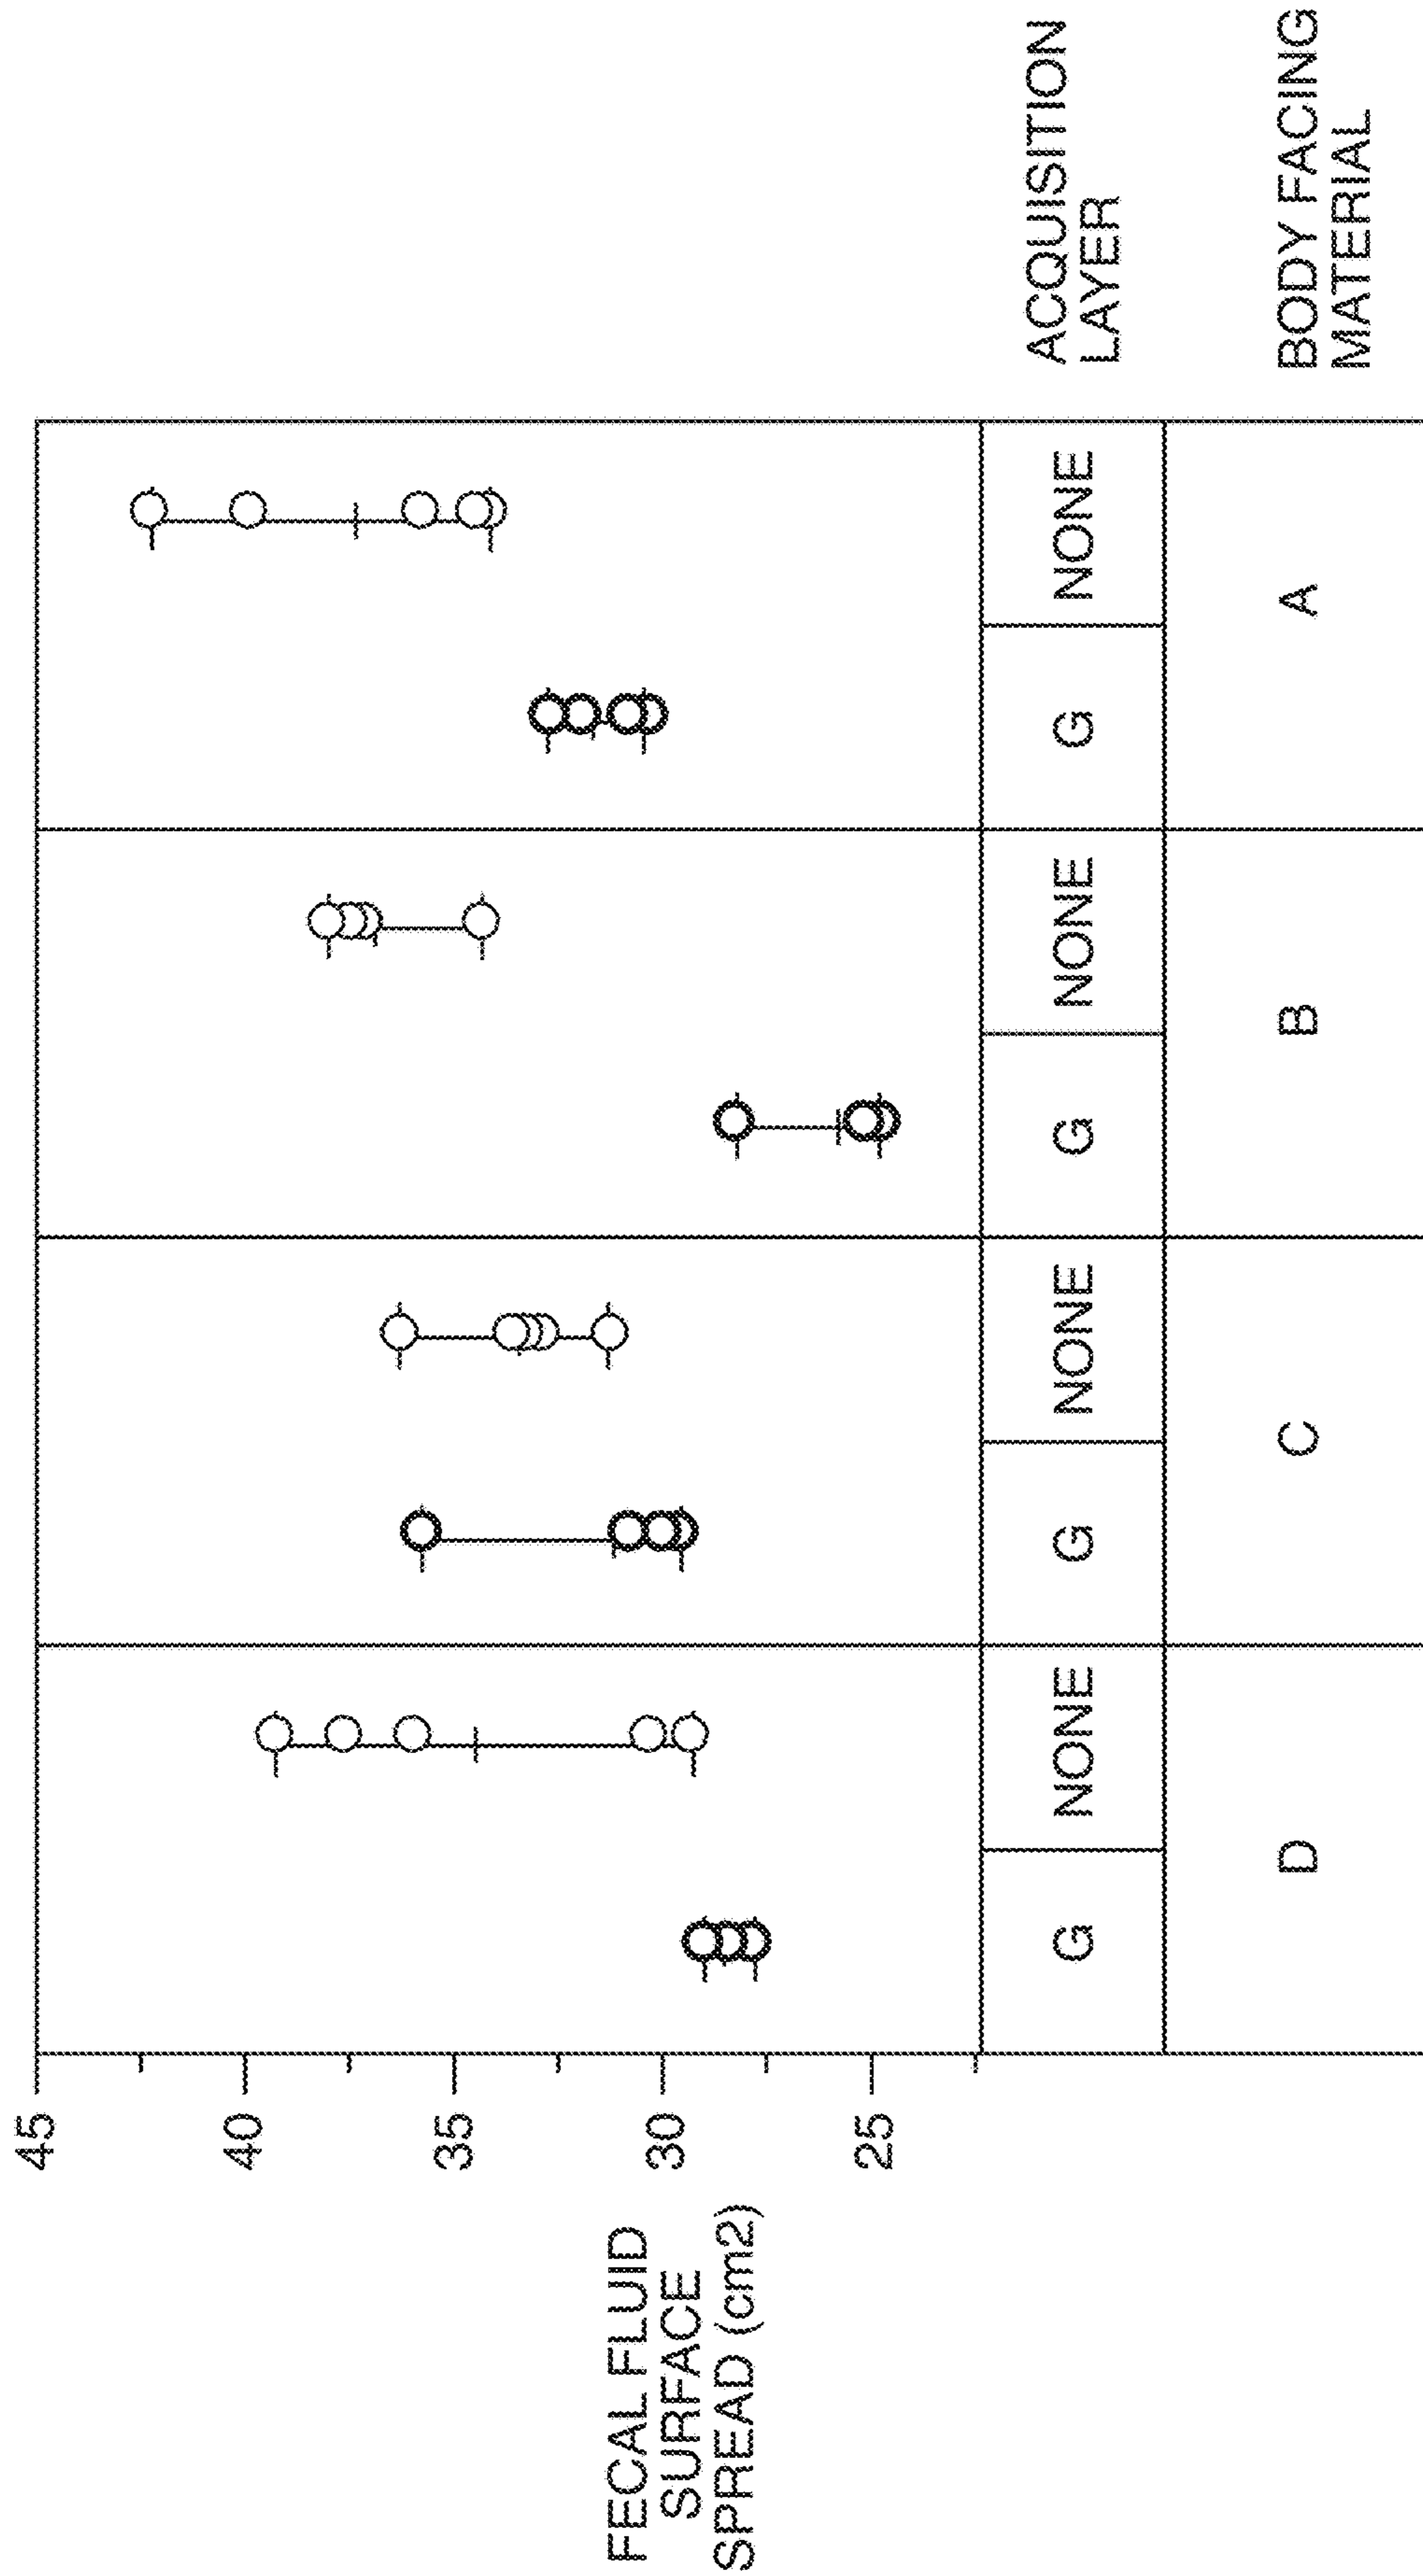 FECAL FLUID
SURFACE
SPREAD (cm2)
45
40
35
30
25
G NONE G NONE G NONE G NONE
ACQUISITION
LAYER
D C B A
BODY FACING
MATERIAL